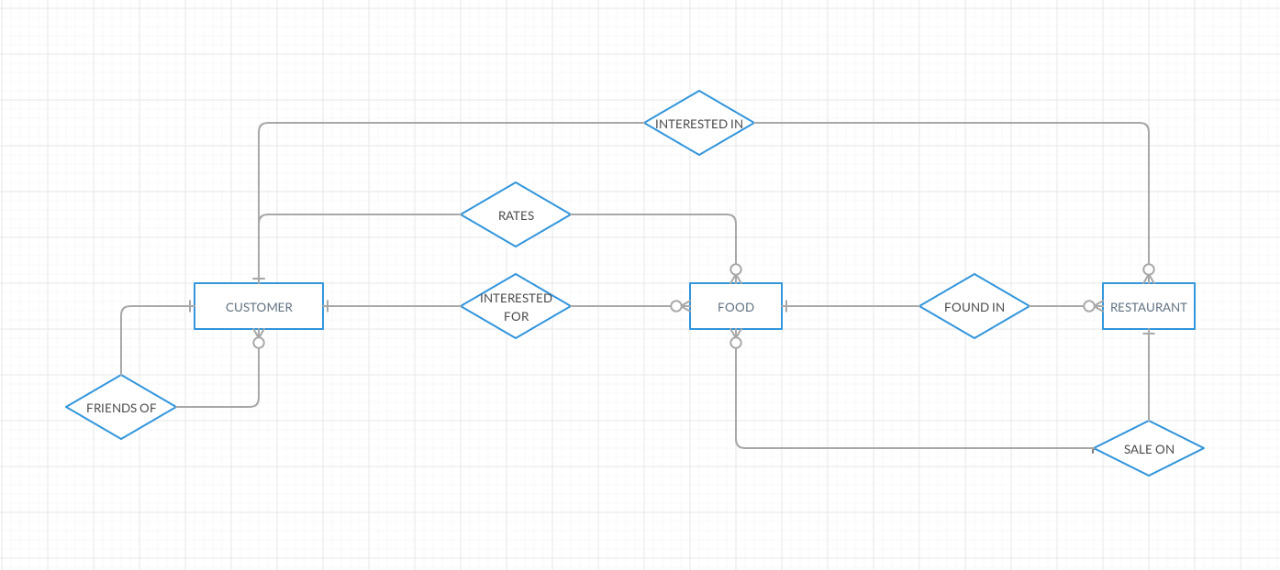 INTERESTED IN
RATES
INTERESTED
FOR
CUSTOMER
FOOD
FOUND IN
RESTAURANT
FRIENDS OF
SALE ON